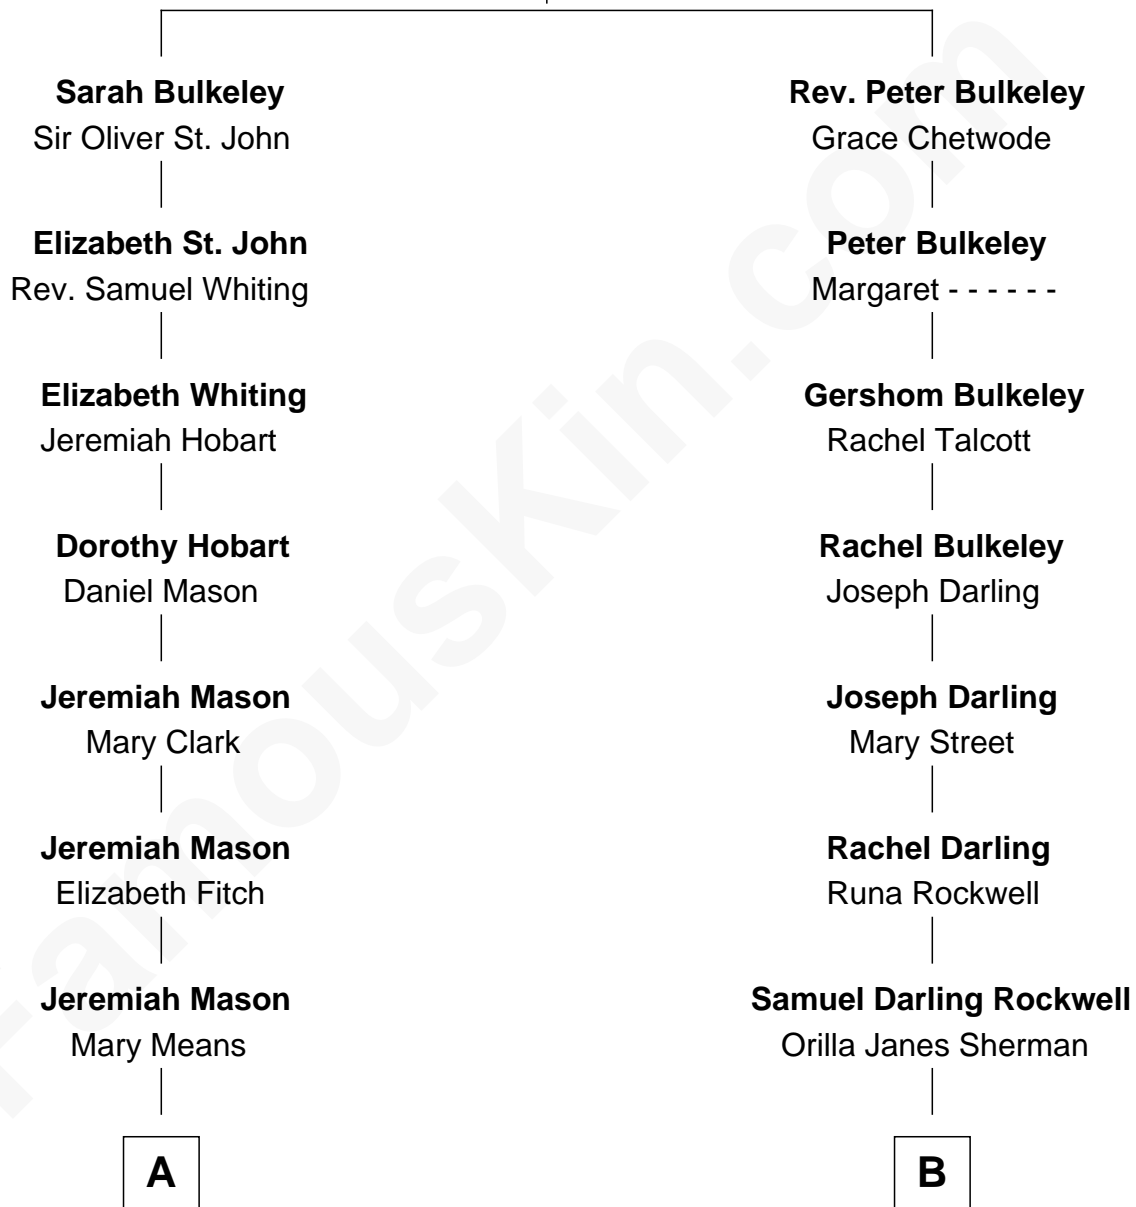 Sarah Bulkeley
Sir Oliver St. John
Rev. Peter Bulkeley
Grace Chetwode
Elizabeth St. John
Rev. Samuel Whiting
Peter Bulkeley
Margaret - - - - - -
Elizabeth Whiting
Jeremiah Hobart
Gershom Bulkeley
Rachel Talcott
Dorothy Hobart
Daniel Mason
Rachel Bulkeley
Joseph Darling
Jeremiah Mason
Mary Clark
Joseph Darling
Mary Street
Jeremiah Mason
Elizabeth Fitch
Rachel Darling
Runa Rockwell
Jeremiah Mason
Mary Means
Samuel Darling Rockwell
Orilla Janes Sherman
A
B
FamousKin.com